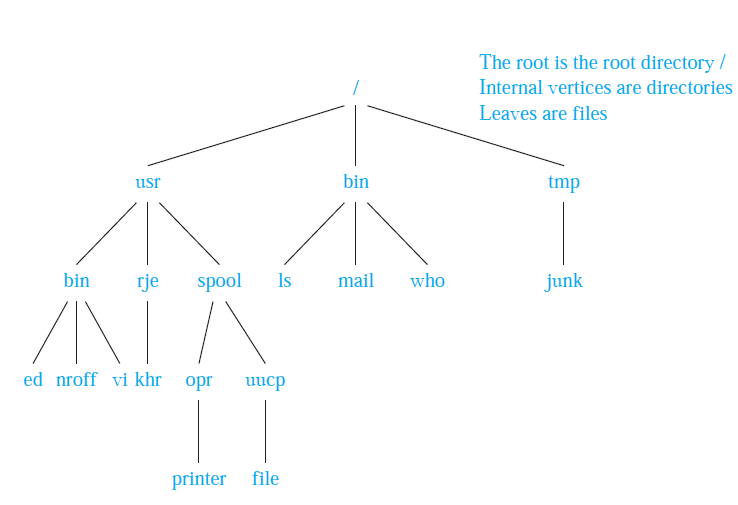 The root is the root directory /
Internal vertices are directories
Leaves are files
/
usr bin tmp
bin rje spool ls mail who junk
ed nroff vi khr opr uucp
printer file